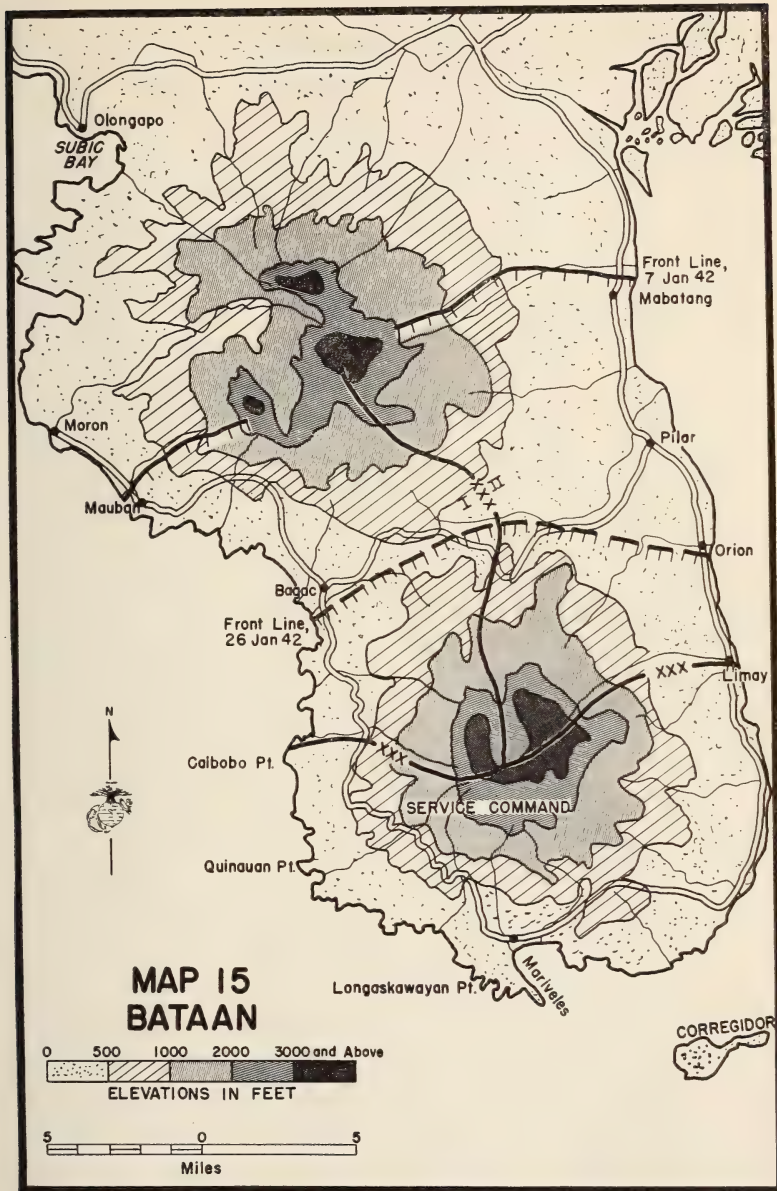 Olongapo
SUBIC
BAY
Front Line,
7 Jan 42
Mabatang
Moron
Pilar
Mauban
I XXX II
Orion
Bagac
Front Line,
26 Jan 42
XXX
Limay
Caibobo Pt.
XXX
N
SERVICE COMMAND
Quinauan Pt.
MAP 15
BATAAN
Longaskawayan Pt.
Mariveles
CORREGIDOR
0 500 1000 2000 3000 and Above
ELEVATIONS IN FEET
5 0 5
Miles